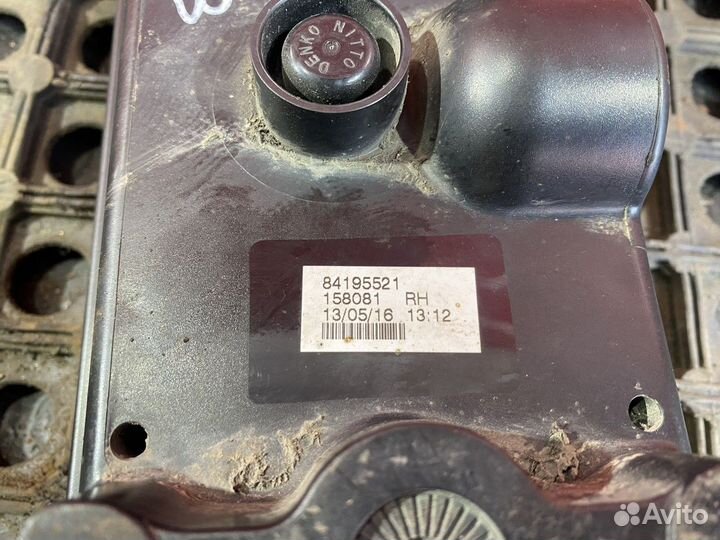 NITTO DENKO
84195521
158081 RH
13/05/16 13:12
Avito